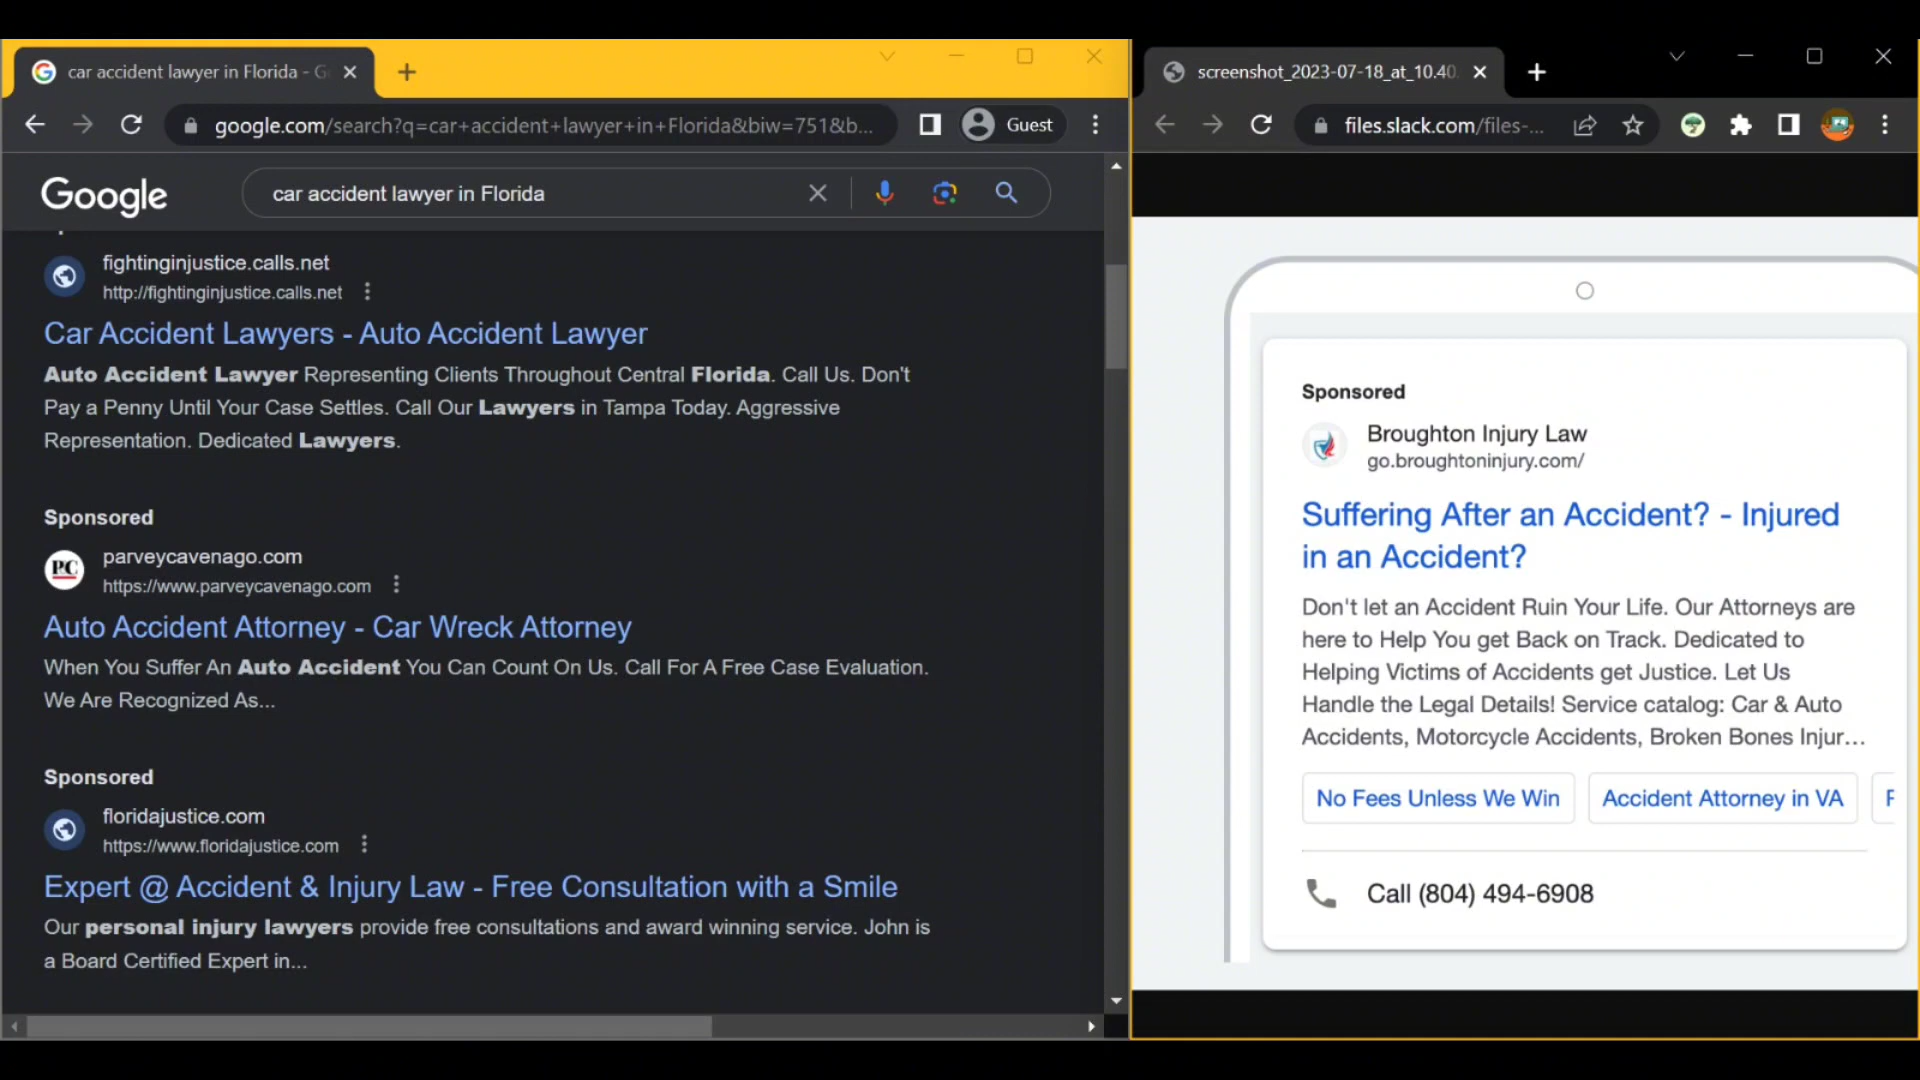 car accident lawyer in Florida - G
google.com/search?q=car+accident+lawyer+in+Florida&biw=751&b...
Guest
Google
car accident lawyer in Florida
fightinginjustice.calls.net
http://fightinginjustice.calls.net
Car Accident Lawyers - Auto Accident Lawyer
Auto Accident Lawyer Representing Clients Throughout Central Florida. Call Us. Don't
Pay a Penny Until Your Case Settles. Call Our Lawyers in Tampa Today. Aggressive
Representation. Dedicated Lawyers.
Sponsored
PC
parveycavenago.com
https://www.parveycavenago.com
Auto Accident Attorney - Car Wreck Attorney
When You Suffer An Auto Accident You Can Count On Us. Call For A Free Case Evaluation.
We Are Recognized As...
Sponsored
floridajustice.com
https://www.floridajustice.com
Expert @ Accident & Injury Law - Free Consultation with a Smile
Our personal injury lawyers provide free consultations and award winning service. John is
a Board Certified Expert in...
screenshot_2023-07-18_at_10.40.
files.slack.com/files-...
Sponsored
Broughton Injury Law
go.broughtoninjury.com/
Suffering After an Accident? - Injured
in an Accident?
Don't let an Accident Ruin Your Life. Our Attorneys are
here to Help You get Back on Track. Dedicated to
Helping Victims of Accidents get Justice. Let Us
Handle the Legal Details! Service catalog: Car & Auto
Accidents, Motorcycle Accidents, Broken Bones Injur...
No Fees Unless We Win
Accident Attorney in VA
Call (804) 494-6908